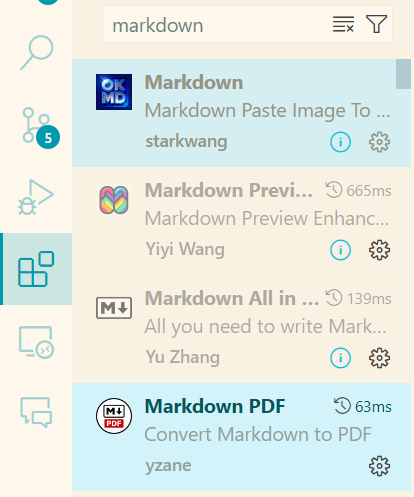 markdown
5
OK
MD
Markdown
Markdown Paste Image To ...
starkwang
Markdown Previ... 665ms
Markdown Preview Enhanc...
Yiyi Wang
M
Markdown All in ... 139ms
All you need to write Mark...
Yu Zhang
M
PDF
Markdown PDF 63ms
Convert Markdown to PDF
yzane